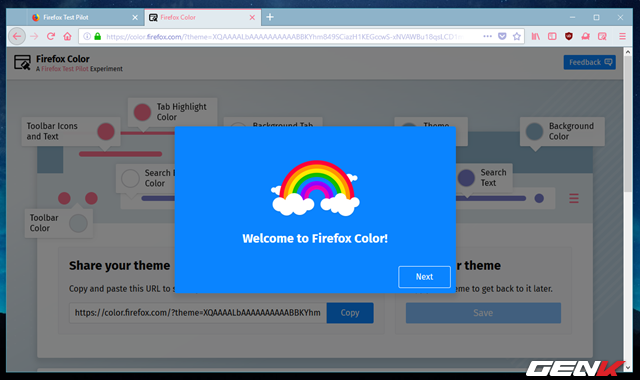 Firefox Test Pilot
Firefox Color
https://color.firefox.com/?theme=
Firefox Color
A Firefox Test Pilot Experiment
Feedback
Tab Highlight
Color
Toolbar Icons
and Text
Background Tab
Theme
Background
Color
Search
Color
Search
Text
Toolbar
Color
Welcome to Firefox Color!
Next
Share your theme
theme
Copy and paste this URL to
eme to get back to it later.
https://color.firefox.com/?theme=XQAAAALbAAAAAAAAAABBKYhm
Copy
Save
GENK